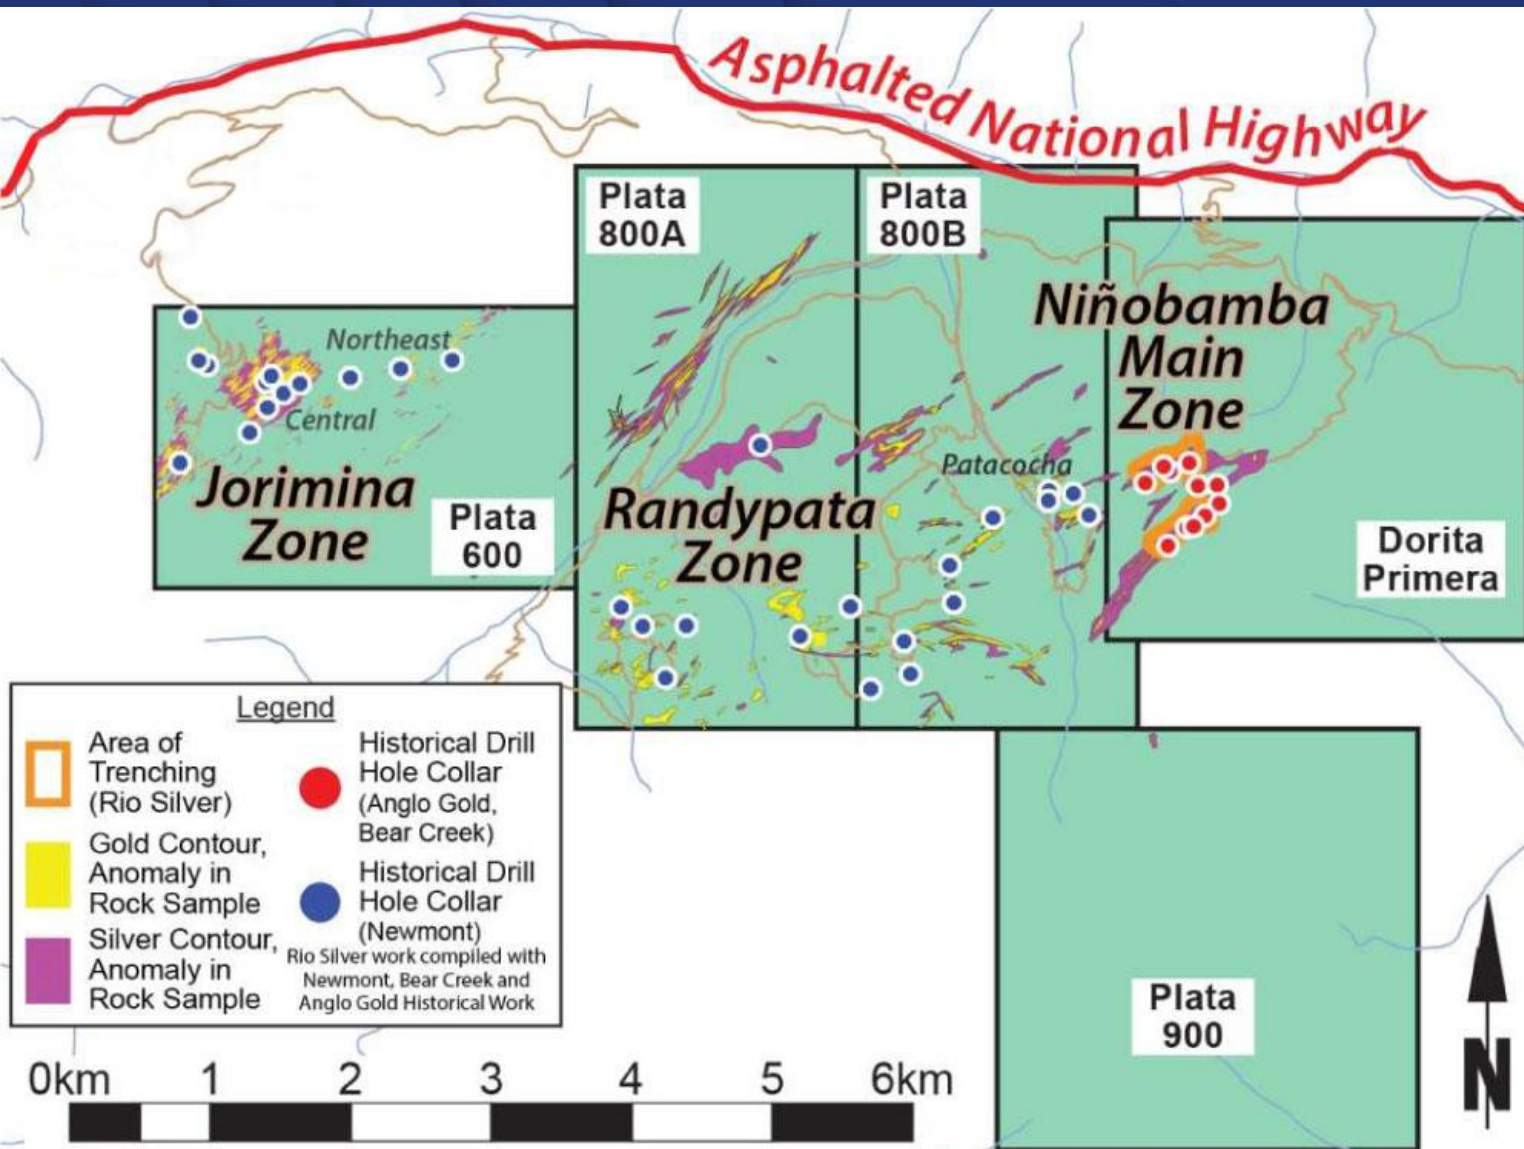 Asphalted National Highway
Plata
800A
Plata
800B
Niñobamba
Main
Zone
Northeast
Central
Jorimina
Zone
Plata
600
Randypata
Zone
Patacocha
Dorita
Primera
Legend
Area of
Trenching
(Rio Silver)
Gold Contour,
Anomaly in
Rock Sample
Silver Contour,
Anomaly in
Rock Sample
Historical Drill
Hole Collar
(Anglo Gold,
Bear Creek)
Historical Drill
Hole Collar
(Newmont)
Rio Silver work compiled with
Newmont, Bear Creek and
Anglo Gold Historical Work
Plata
900
N
0km 1 2 3 4 5 6km